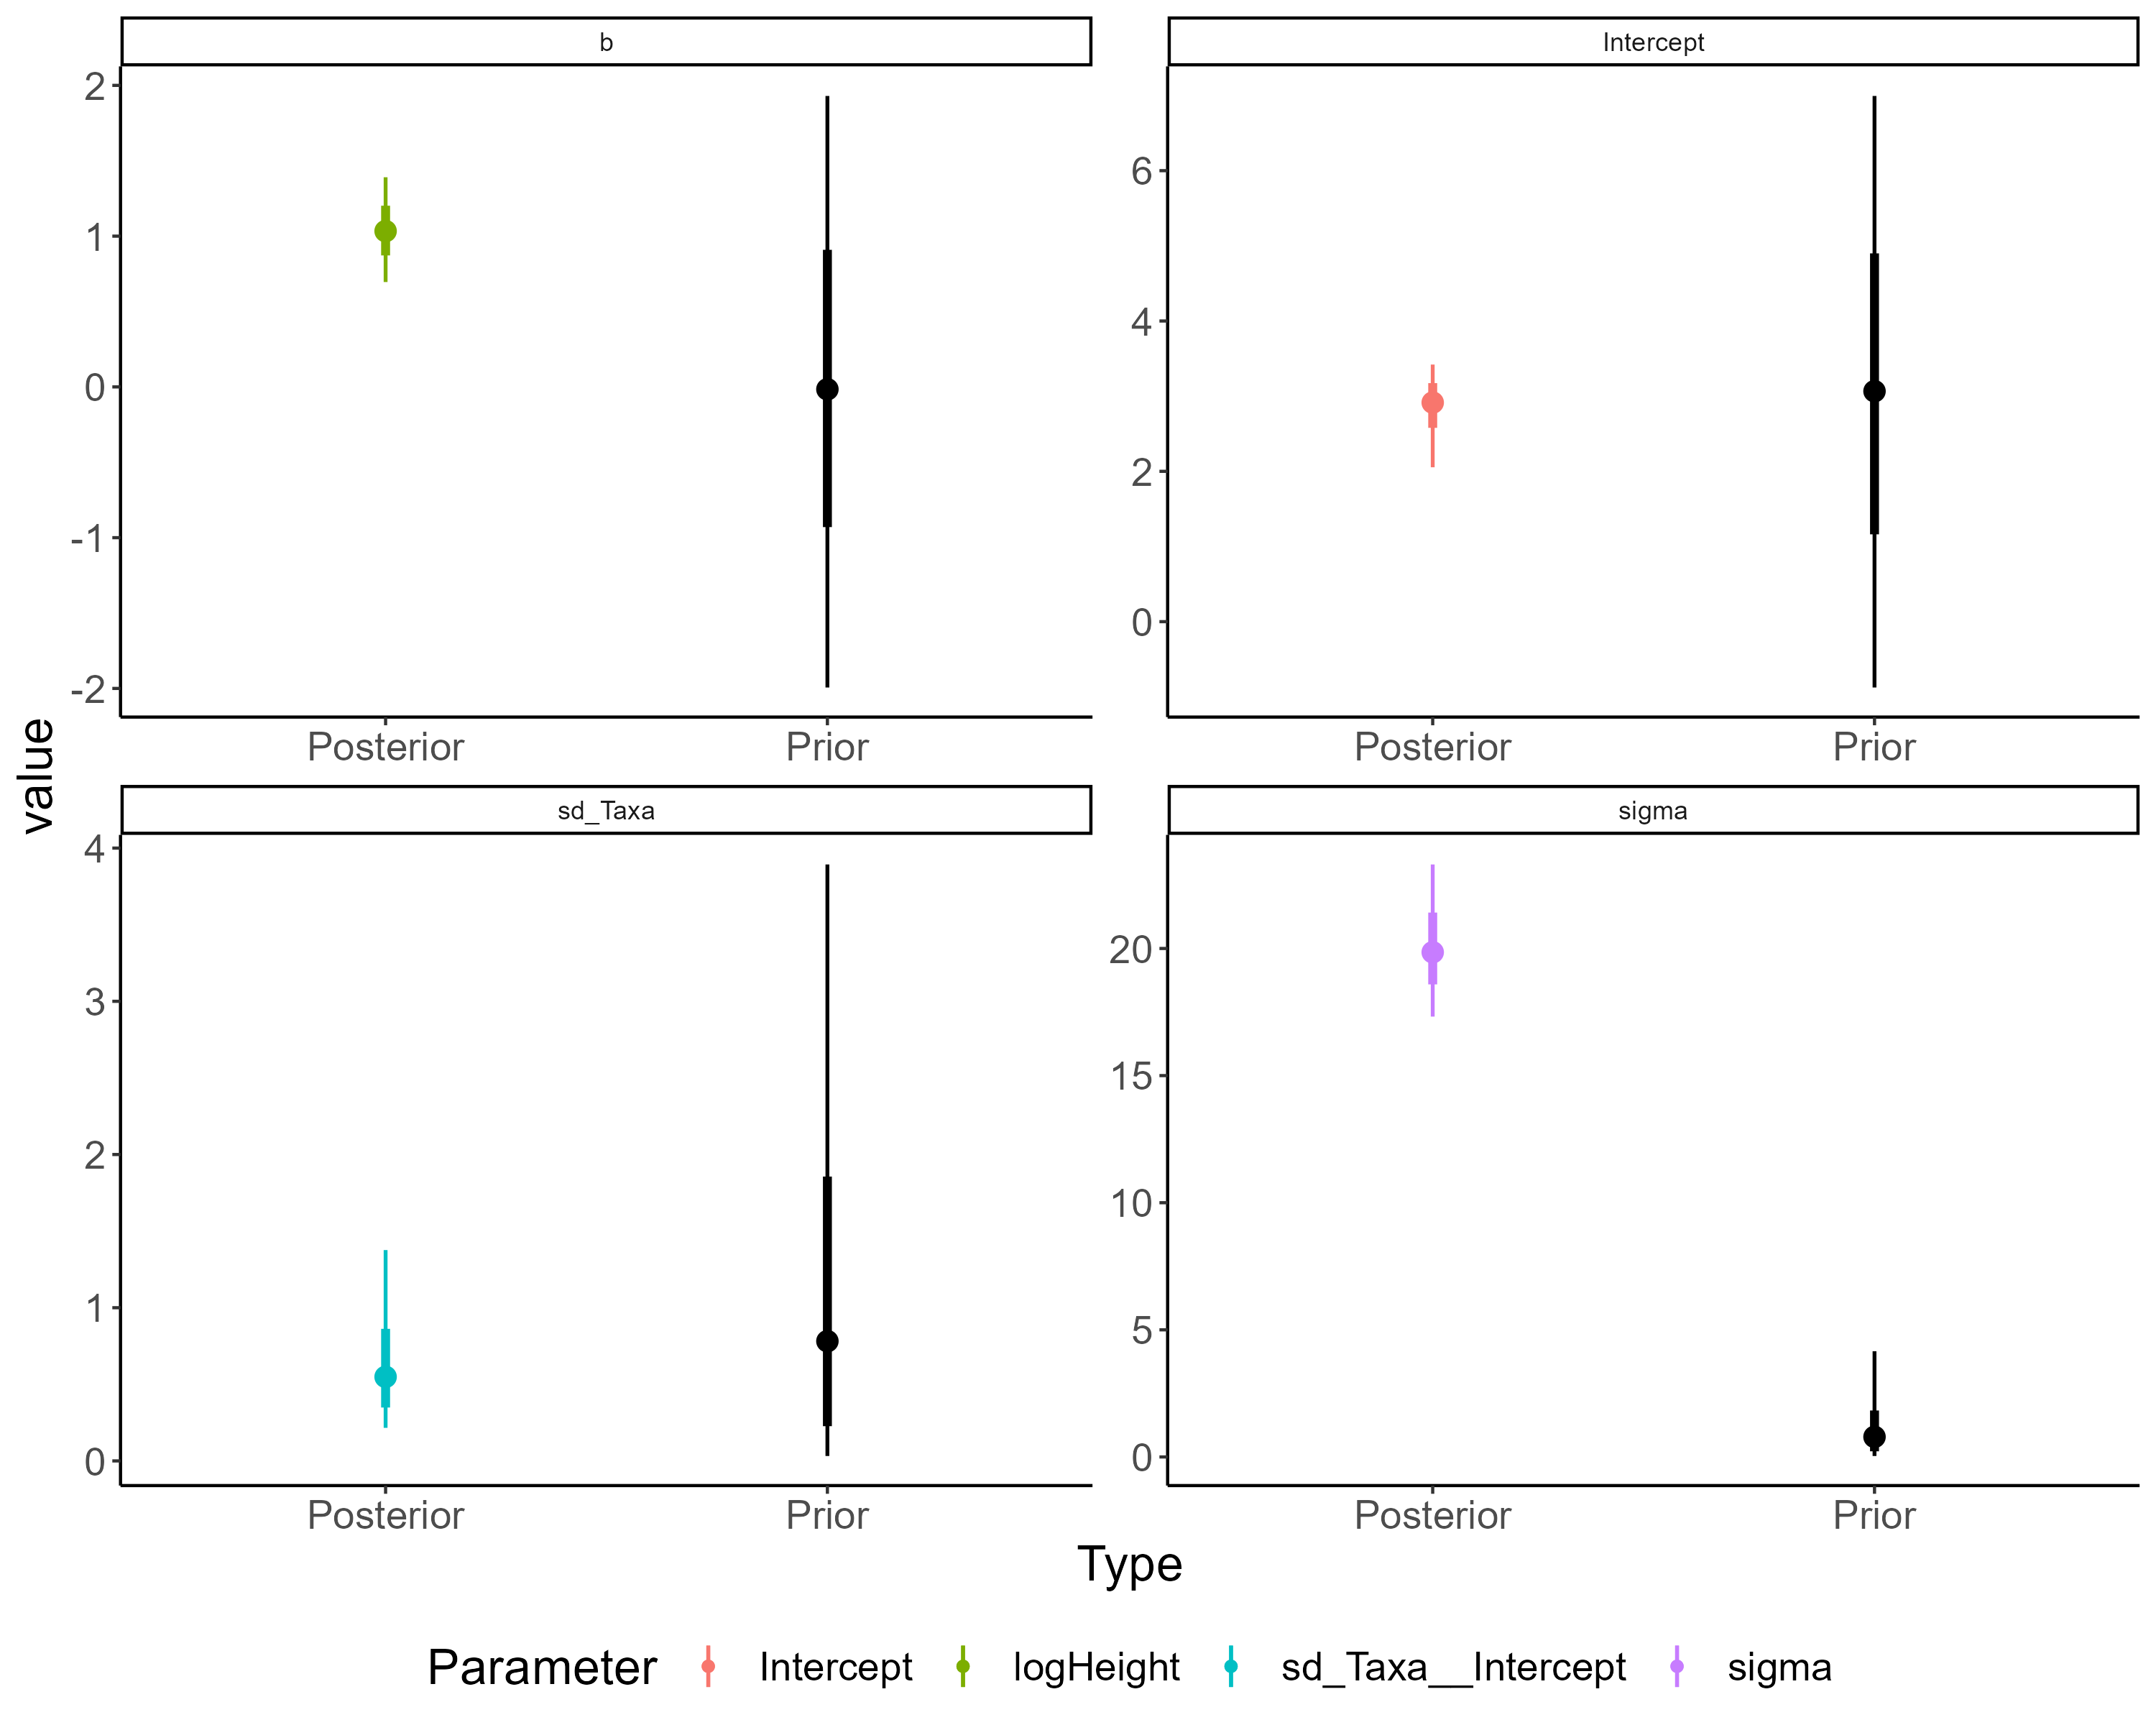 b
Intercept
2
1
0
-1
-2
6
4
2
0
Posterior
Prior
Posterior
Prior
value
sd_Taxa
sigma
4
3
2
1
0
20
15
10
5
0
Posterior
Prior
Posterior
Prior
Type
Parameter Intercept logHeight sd_Taxa__Intercept sigma